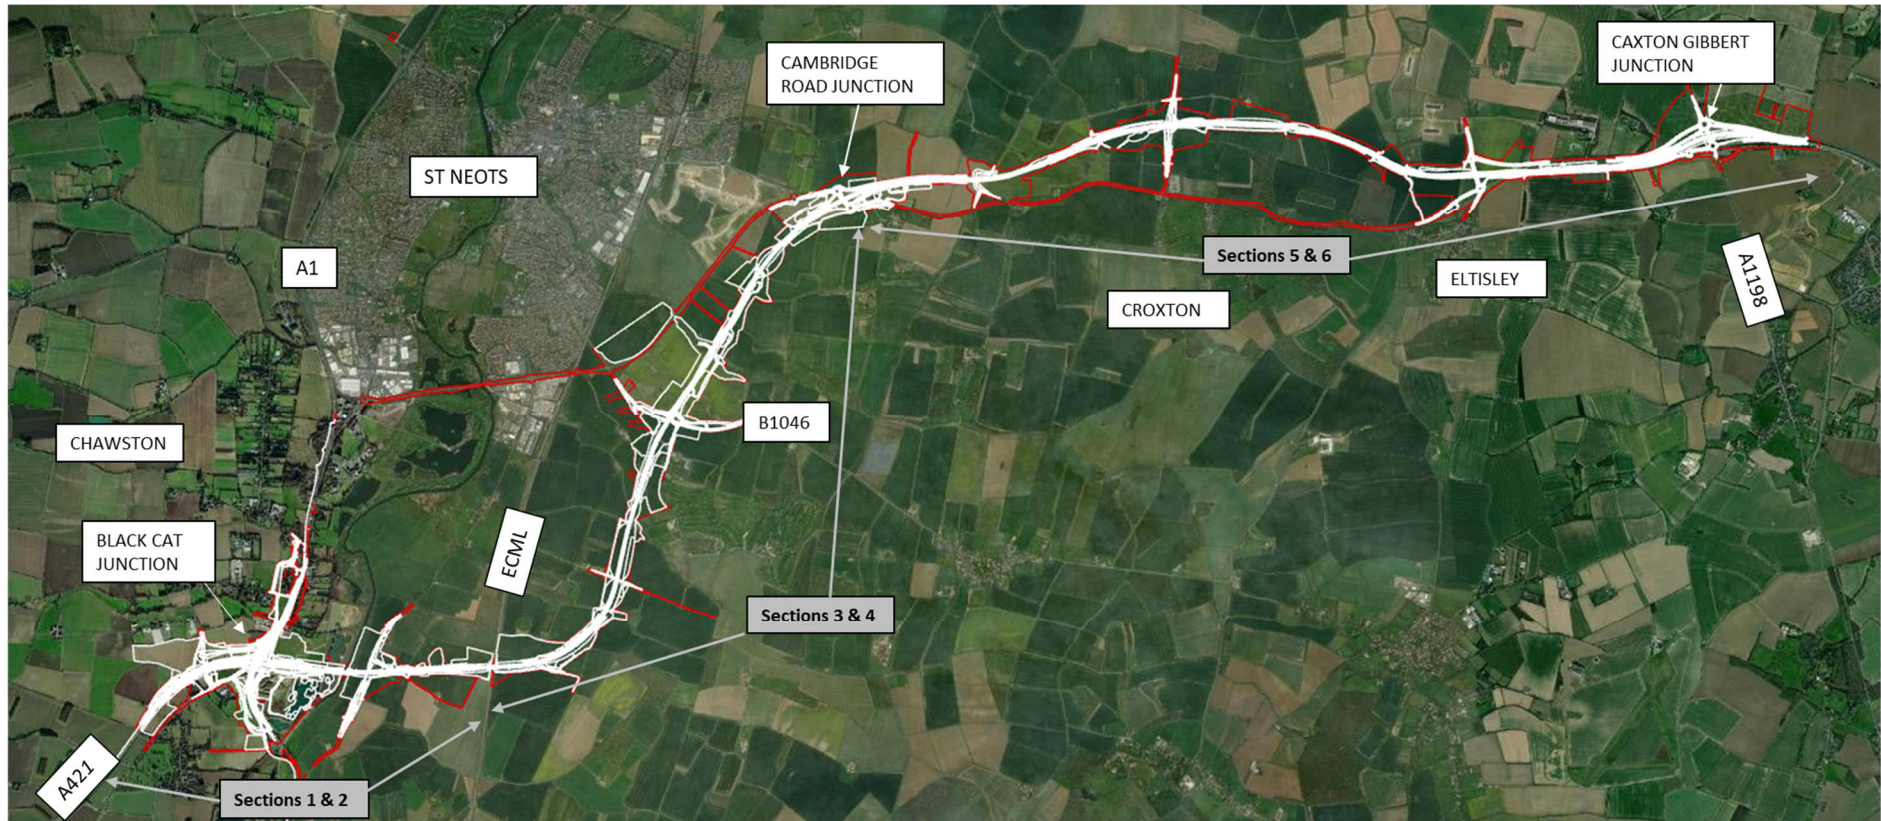 CAXTON GIBBERT
JUNCTION
CAMBRIDGE
ROAD JUNCTION
ST NEOTS
A1
Sections 5 & 6
ELTISLEY
A1198
CROXTON
B1046
CHAWSTON
BLACK CAT
JUNCTION
ECML
Sections 3 & 4
A421
Sections 1 & 2